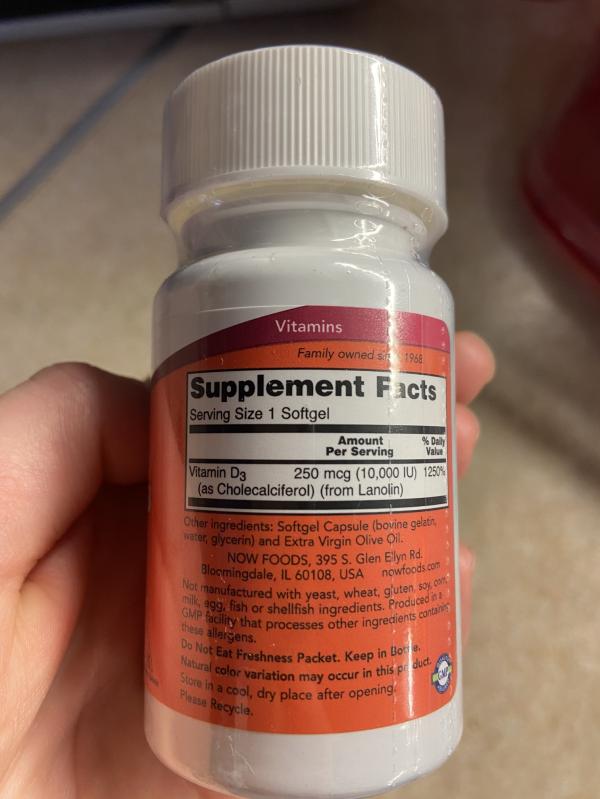 Vitamins
Family owned 1968
Supplement Facts
Serving Size 1 Softgel
Amount Per Serving
% Daily Value
Vitamin D3 250 mcg (10,000 IU) 1250%
(as Cholecalciferol) (from Lanolin)
Other ingredients: Softgel Capsule (bovine gelatin,
water, glycerin) and Extra Virgin Olive Oil.
NOW FOODS, 395 S. Glen Ellyn Rd.
Bloomingdale, IL 60108, USA nowfoods.com
Not manufactured with yeast, wheat, gluten, soy, corn,
milk, egg, fish or shellfish ingredients. Produced in a
GMP facility that processes other ingredients containing
these allergens.
Do Not Eat Freshness Packet. Keep in Bottle.
Natural color variation may occur in this product.
Store in a cool, dry place after opening.
Please Recycle.
GMP